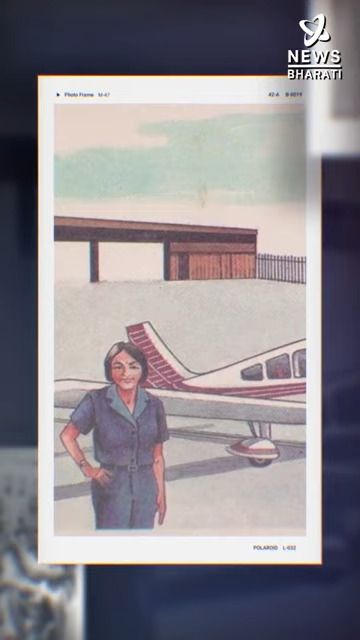 NEWS
BHARATI
Photo Frame M-47
42-A B-0019
POLAROID L-032